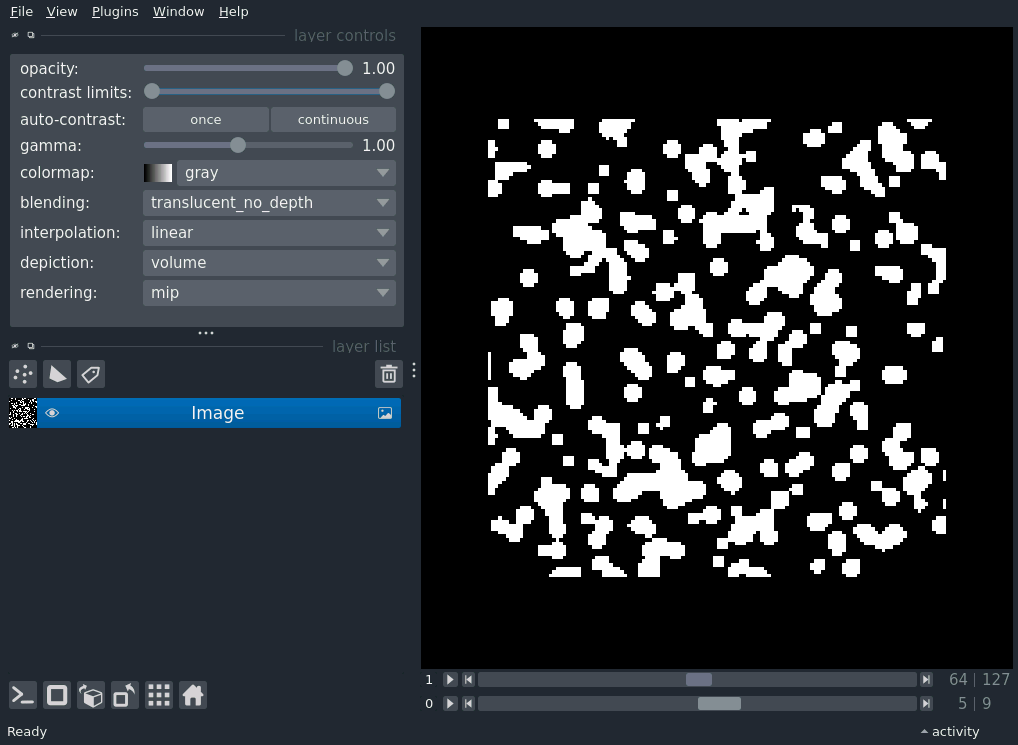 File View Plugins Window Help
layer controls
opacity: 1.00
contrast limits:
auto-contrast: once continuous
gamma: 1.00
colormap: gray
blending: translucent_no_depth
interpolation: linear
depiction: volume
rendering: mip
layer list
Image
1 64 | 127
0 5 | 9
Ready activity